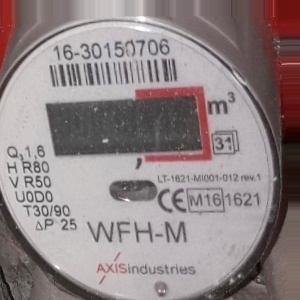 16-30150706
m³
31
Q₃1,6
H R80
V R50
U0D0
T30/90
ΔP 25
LT-1621-MI001-012 rev.1
CE M16 1621
WFH-M
AXISindustries